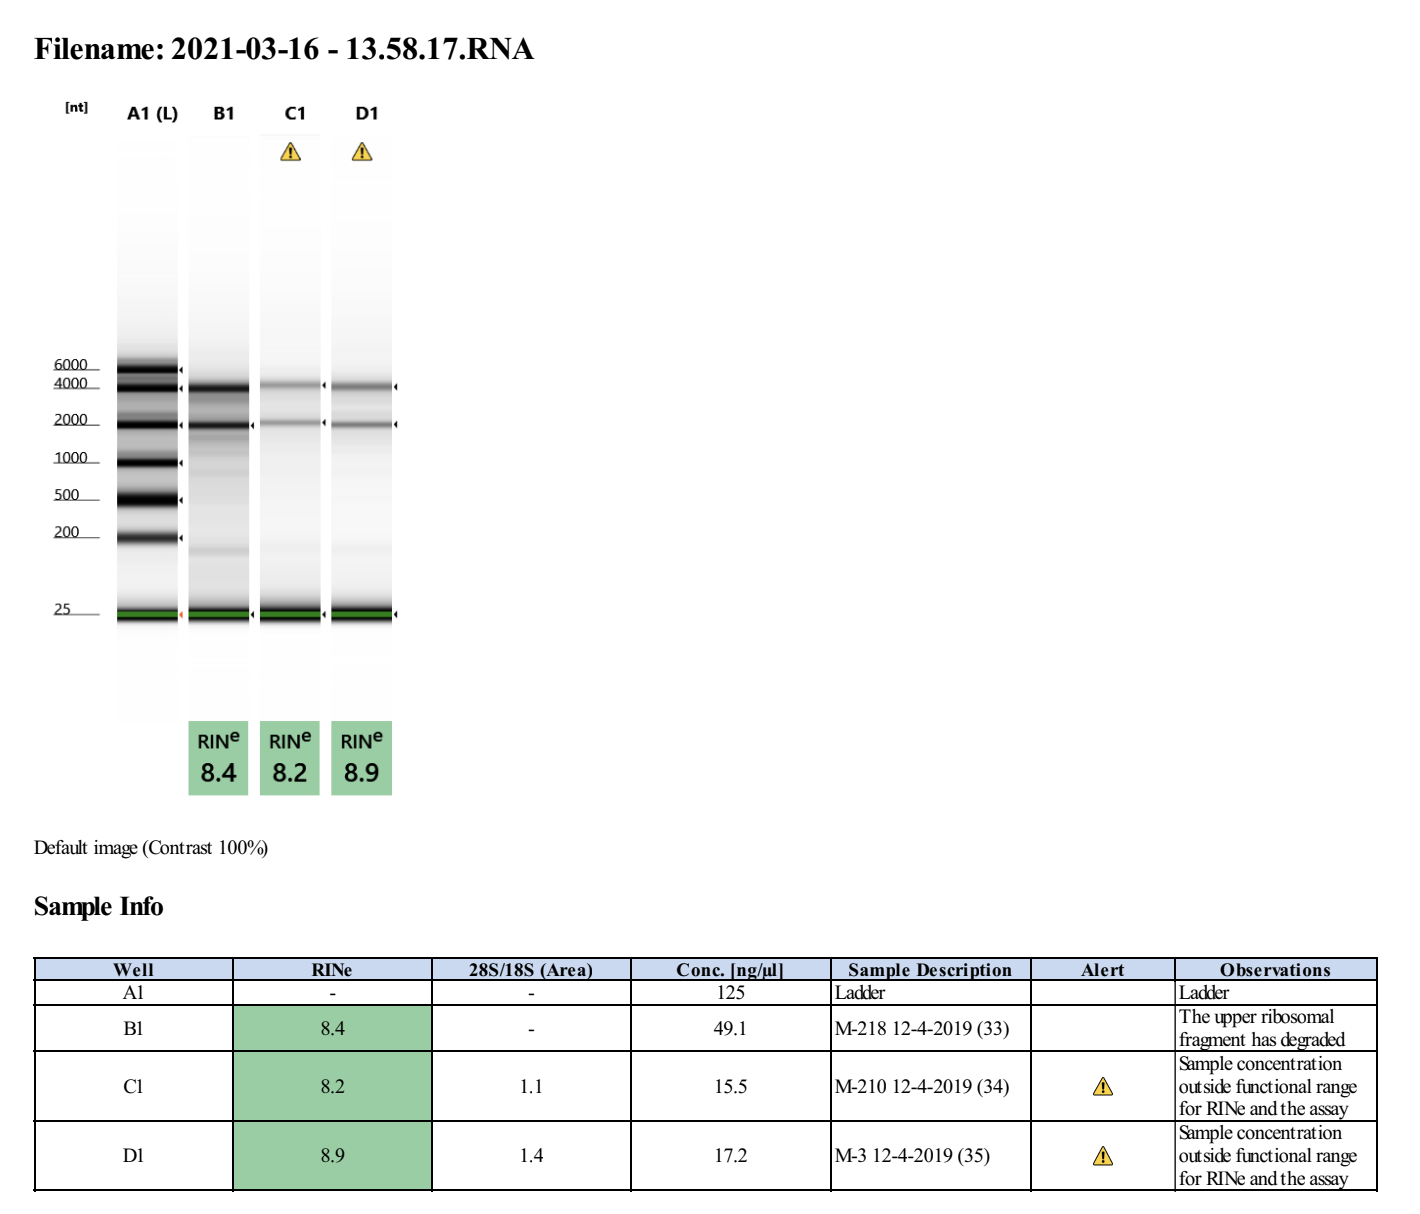 Filename: 2021-03-16 - 13.58.17.RNA
[nt] A1 (L) B1 C1 D1
6000
4000
2000
1000
500
200
25
RINe RINe RINe
8.4 8.2 8.9
Default image (Contrast 100%)
Sample Info
Well RINe 28S/18S (Area) Conc. [ng/µl] Sample Description Alert Observations
A1 - - 125 Ladder Ladder
B1 8.4 - 49.1 M-218 12-4-2019 (33) The upper ribosomal
fragment has degraded
C1 8.2 1.1 15.5 M-210 12-4-2019 (34) Sample concentration
outside functional range
for RINe and the assay
D1 8.9 1.4 17.2 M-3 12-4-2019 (35) Sample concentration
outside functional range
for RINe and the assay